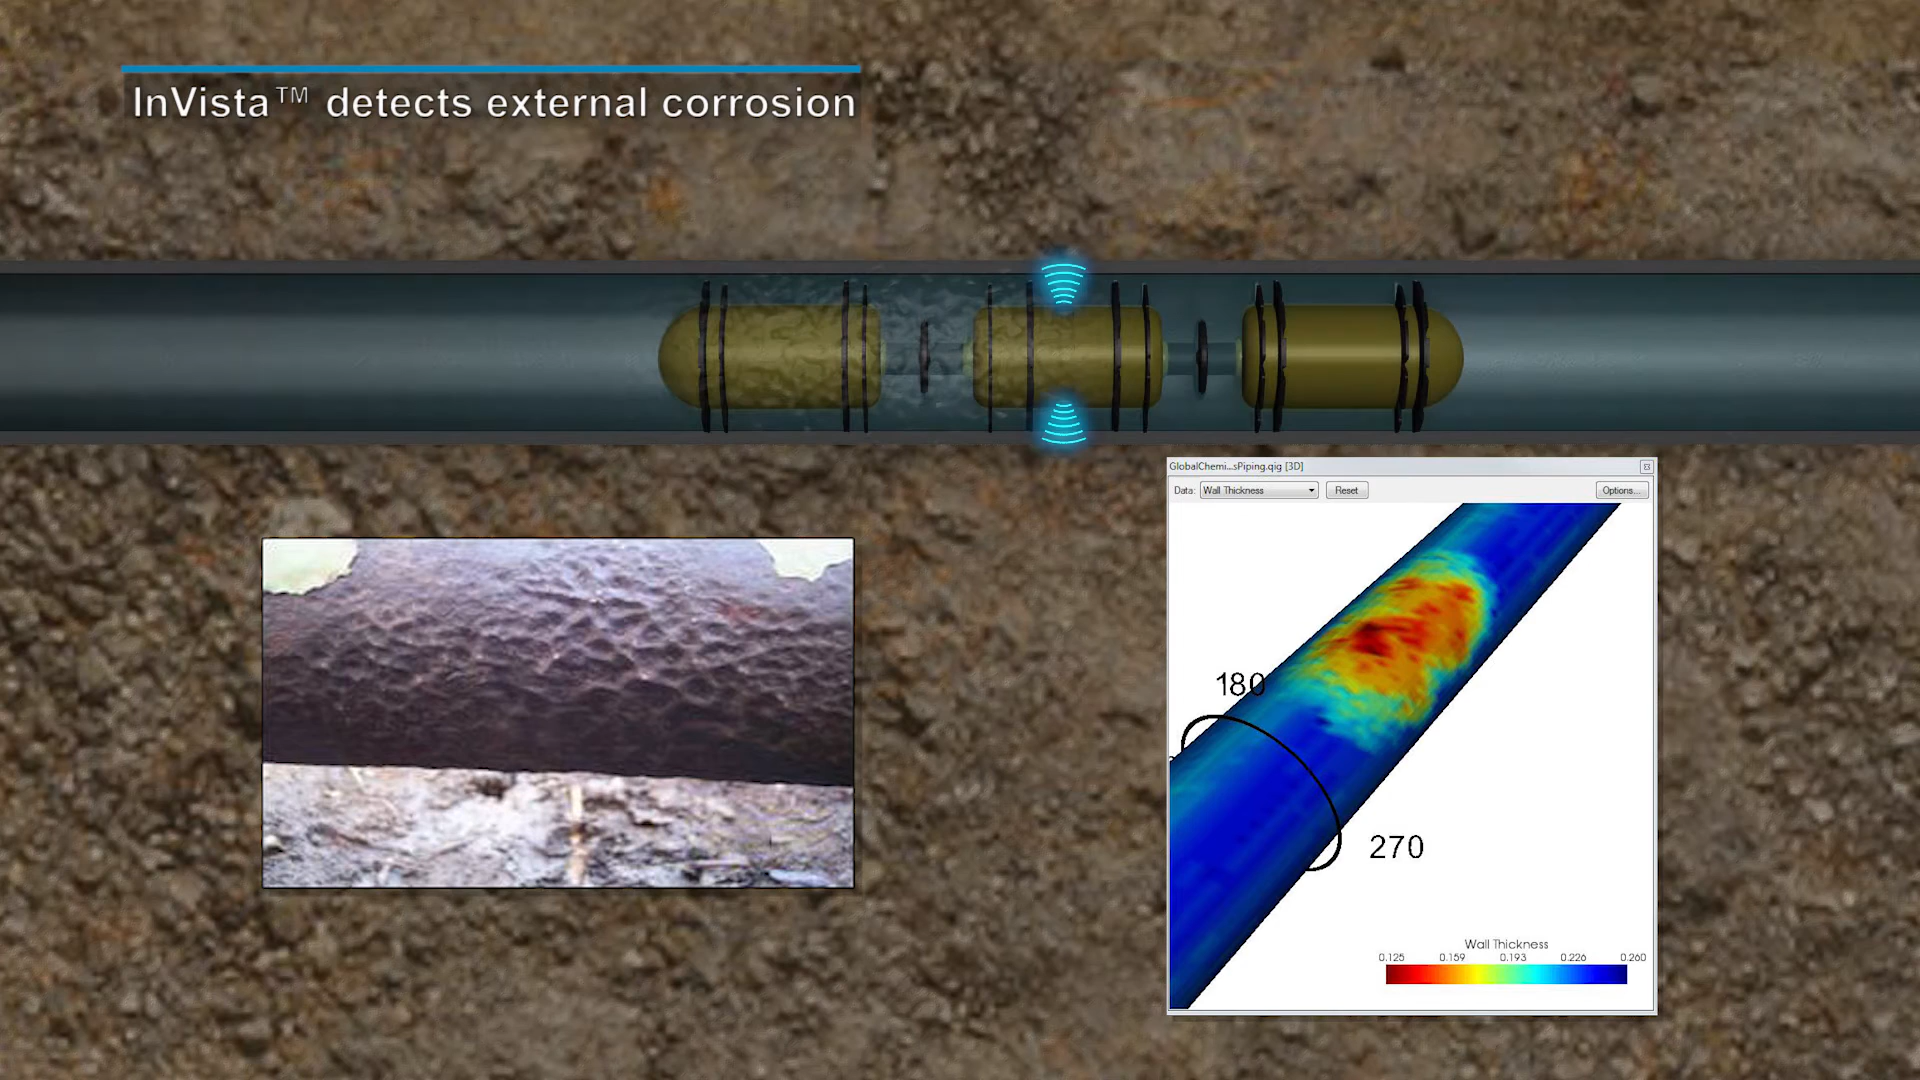 InVista™ detects external corrosion
GlobalChemi...sPiping.qig [3D]
Data: Wall Thickness Reset Options...
180
270
Wall Thickness
0.125 0.159 0.193 0.226 0.260